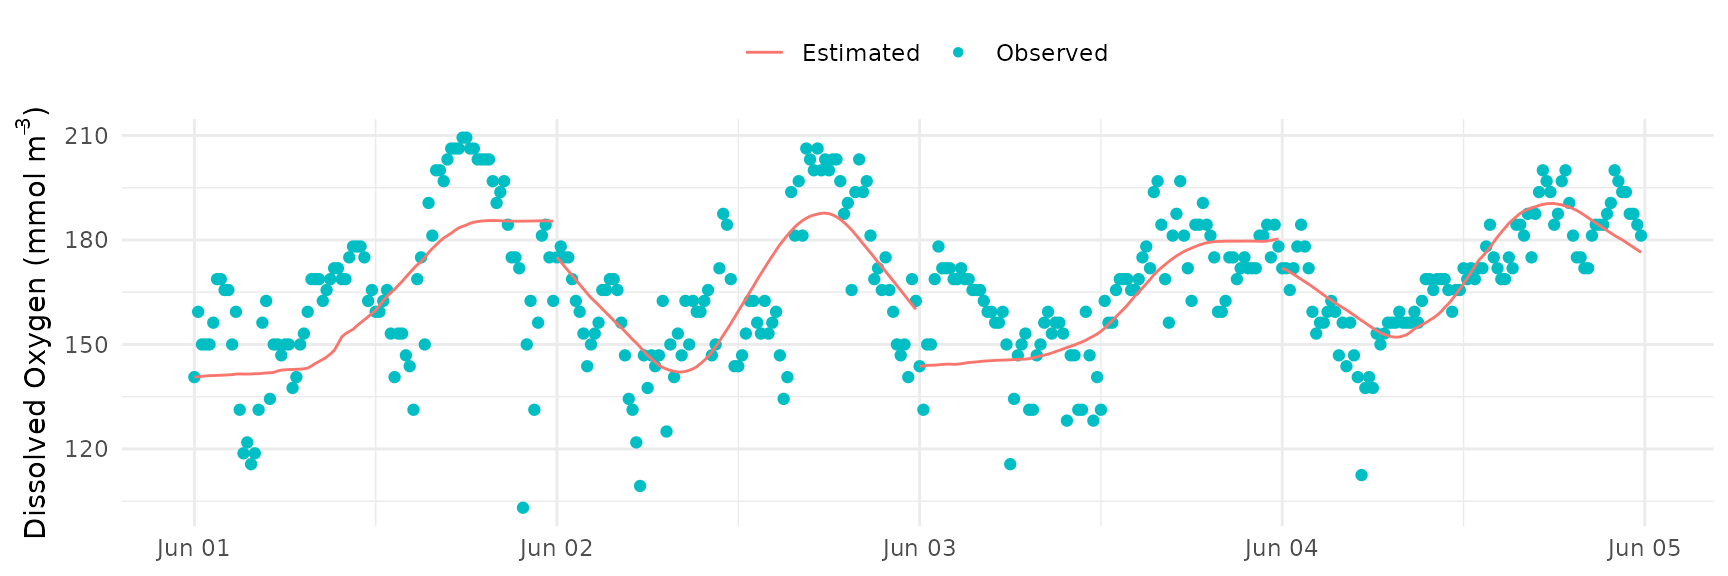 Estimated Observed
Dissolved Oxygen (mmol m⁻³)
210
180
150
120
Jun 01 Jun 02 Jun 03 Jun 04 Jun 05